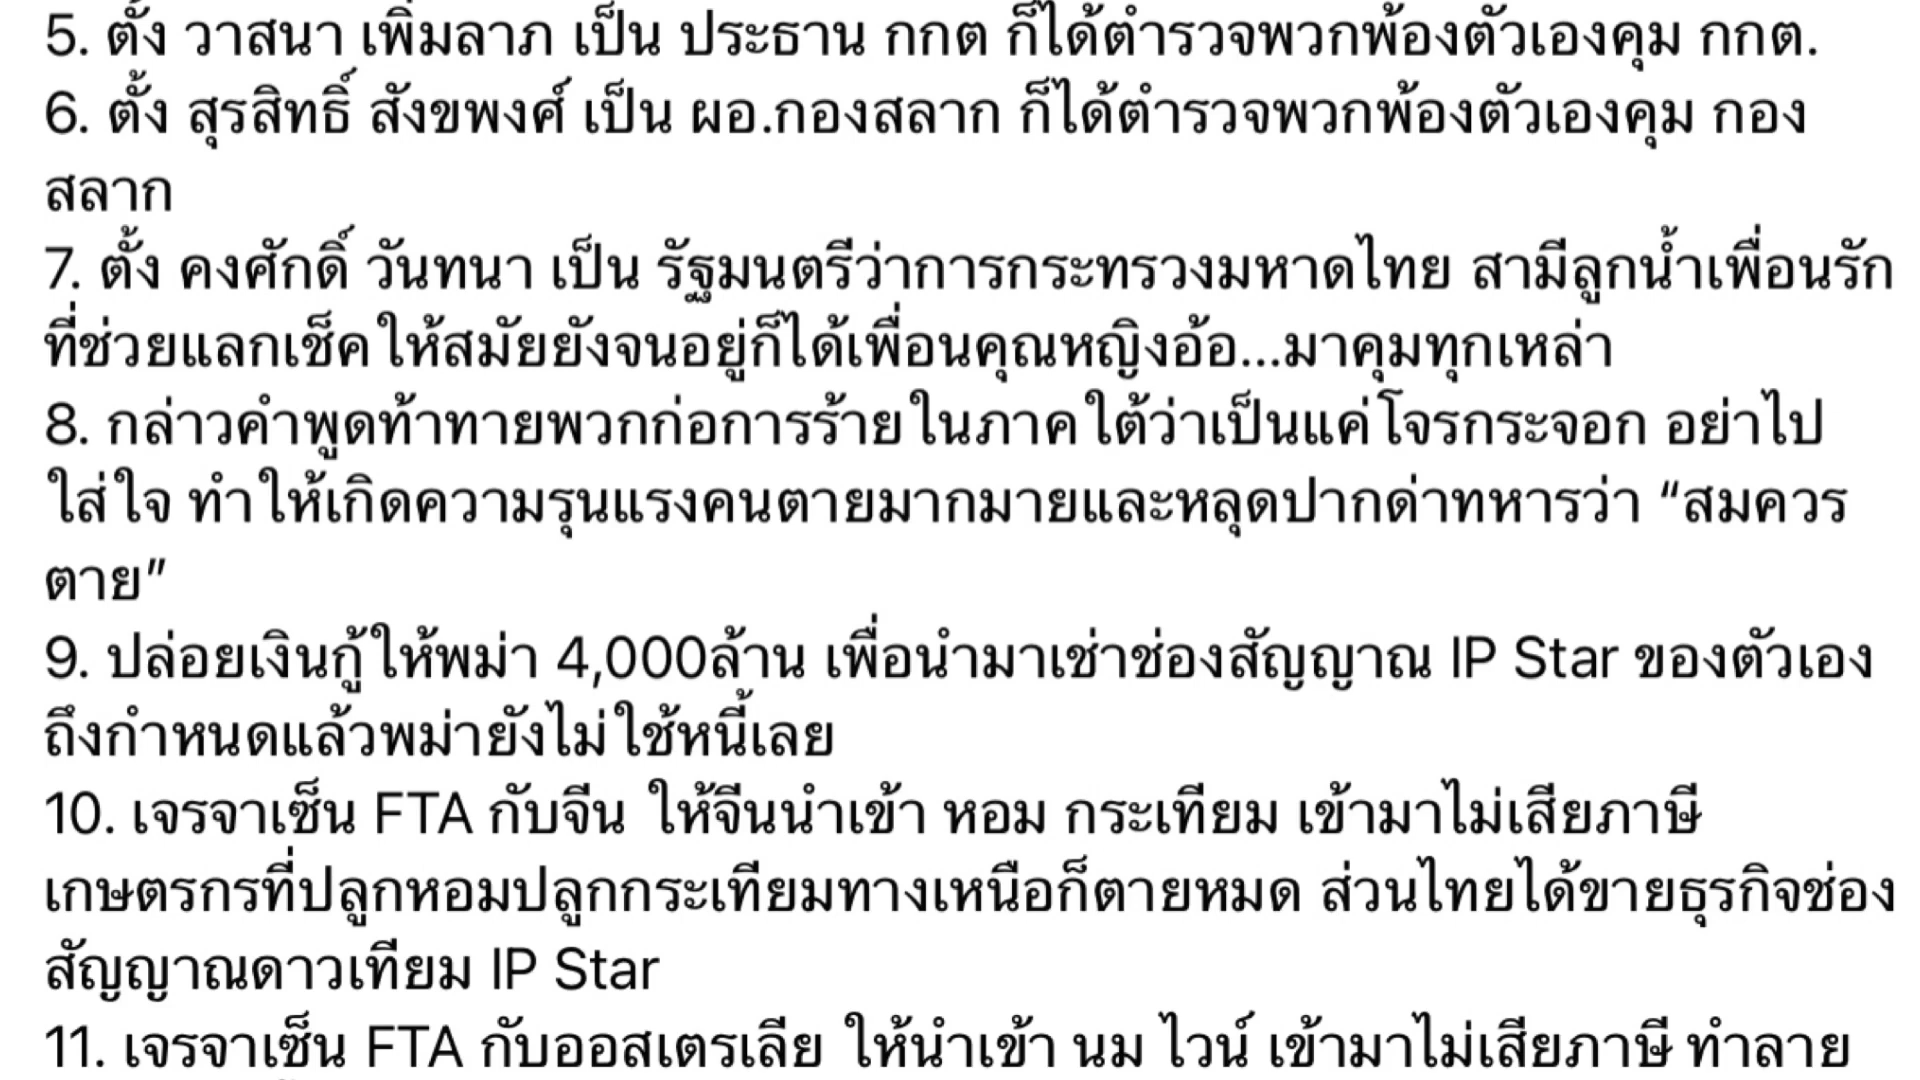 5. ตั้ง วาสนา เพิ่มลาภ เป็น ประธาน กกต ก็ได้ตำรวจพวกพ้องตัวเองคุม กกต.
6. ตั้ง สุรสิทธิ์ สังขพงศ์ เป็น ผอ.กองสลาก ก็ได้ตำรวจพวกพ้องตัวเองคุม กอง
สลาก
7. ตั้ง คงศักดิ์ วันทนา เป็น รัฐมนตรีว่าการกระทรวงมหาดไทย สามีลูกน้ำเพื่อนรัก
ที่ช่วยแลกเช็คให้สมัยยังจนอยู่ก็ได้เพื่อนคุณหญิงอ้อ...มาคุมทุกเหล่า
8. กล่าวคำพูดท้าทายพวกก่อการร้ายในภาคใต้ว่าเป็นแค่โจรกระจอก อย่าไป
ใส่ใจ ทำให้เกิดความรุนแรงคนตายมากมายและหลุดปากด่าทหารว่า “สมควร
ตาย”
9. ปล่อยเงินกู้ให้พม่า 4,000ล้าน เพื่อนำมาเช่าช่องสัญญาณ IP Star ของตัวเอง
ถึงกำหนดแล้วพม่ายังไม่ใช้หนี้เลย
10. เจรจาเซ็น FTA กับจีน ให้จีนนำเข้า หอม กระเทียม เข้ามาไม่เสียภาษี
เกษตรกรที่ปลูกหอมปลูกกระเทียมทางเหนือก็ตายหมด ส่วนไทยได้ขายธุรกิจช่อง
สัญญาณดาวเทียม IP Star
11. เจรจาเซ็น FTA กับออสเตรเลีย ให้นำเข้า นม ไวน์ เข้ามาไม่เสียภาษี ทำลาย